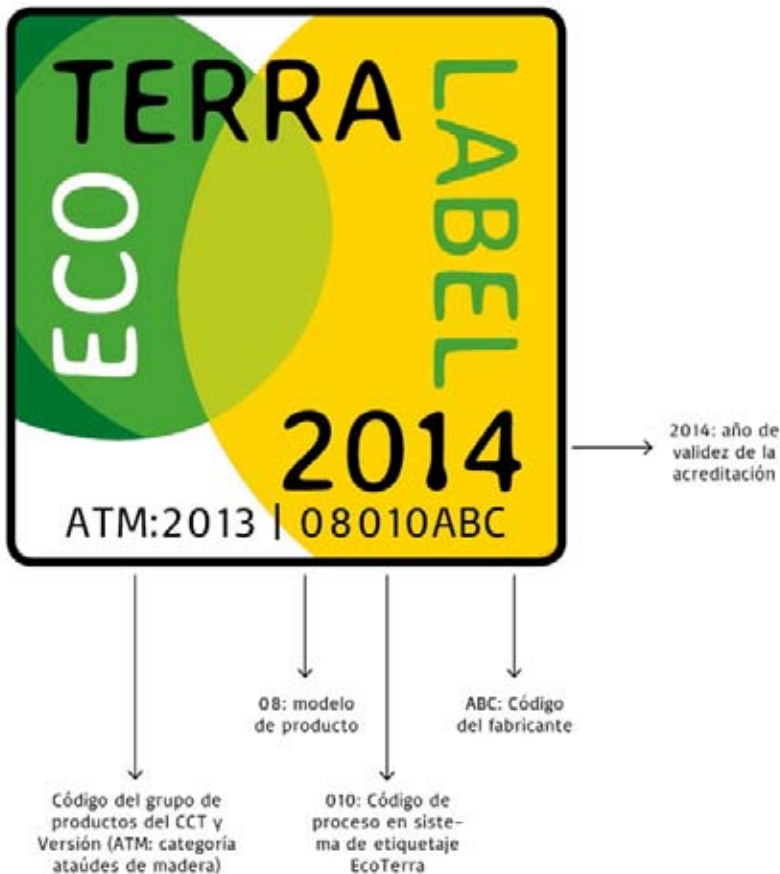 TERRA
ECO
LABEL
2014
ATM:2013 | 08010ABC
2014: año de
validez de la
acreditación
08: modelo
de producto
ABC: Código
del fabricante
Código del grupo de
productos del CCT y
Versión (ATM: categoría
ataúdes de madera)
010: Código de
proceso en siste-
ma de etiquetaje
EcoTerra